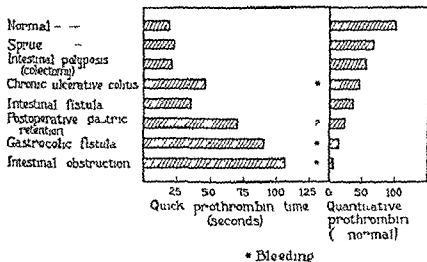 Normal - -
Sprue -
Intestinal polyposis
(colectomy)
Chronic ulcerative colitis *
Intestinal fistula
Postoperative gastric
retention ?
Gastrocolic fistula *
Intestinal obstruction *
25 50 75 100 125 0 50 100
Quick prothrombin time
(seconds)
Quantitative
prothrombin
( normal)
* Bleeding